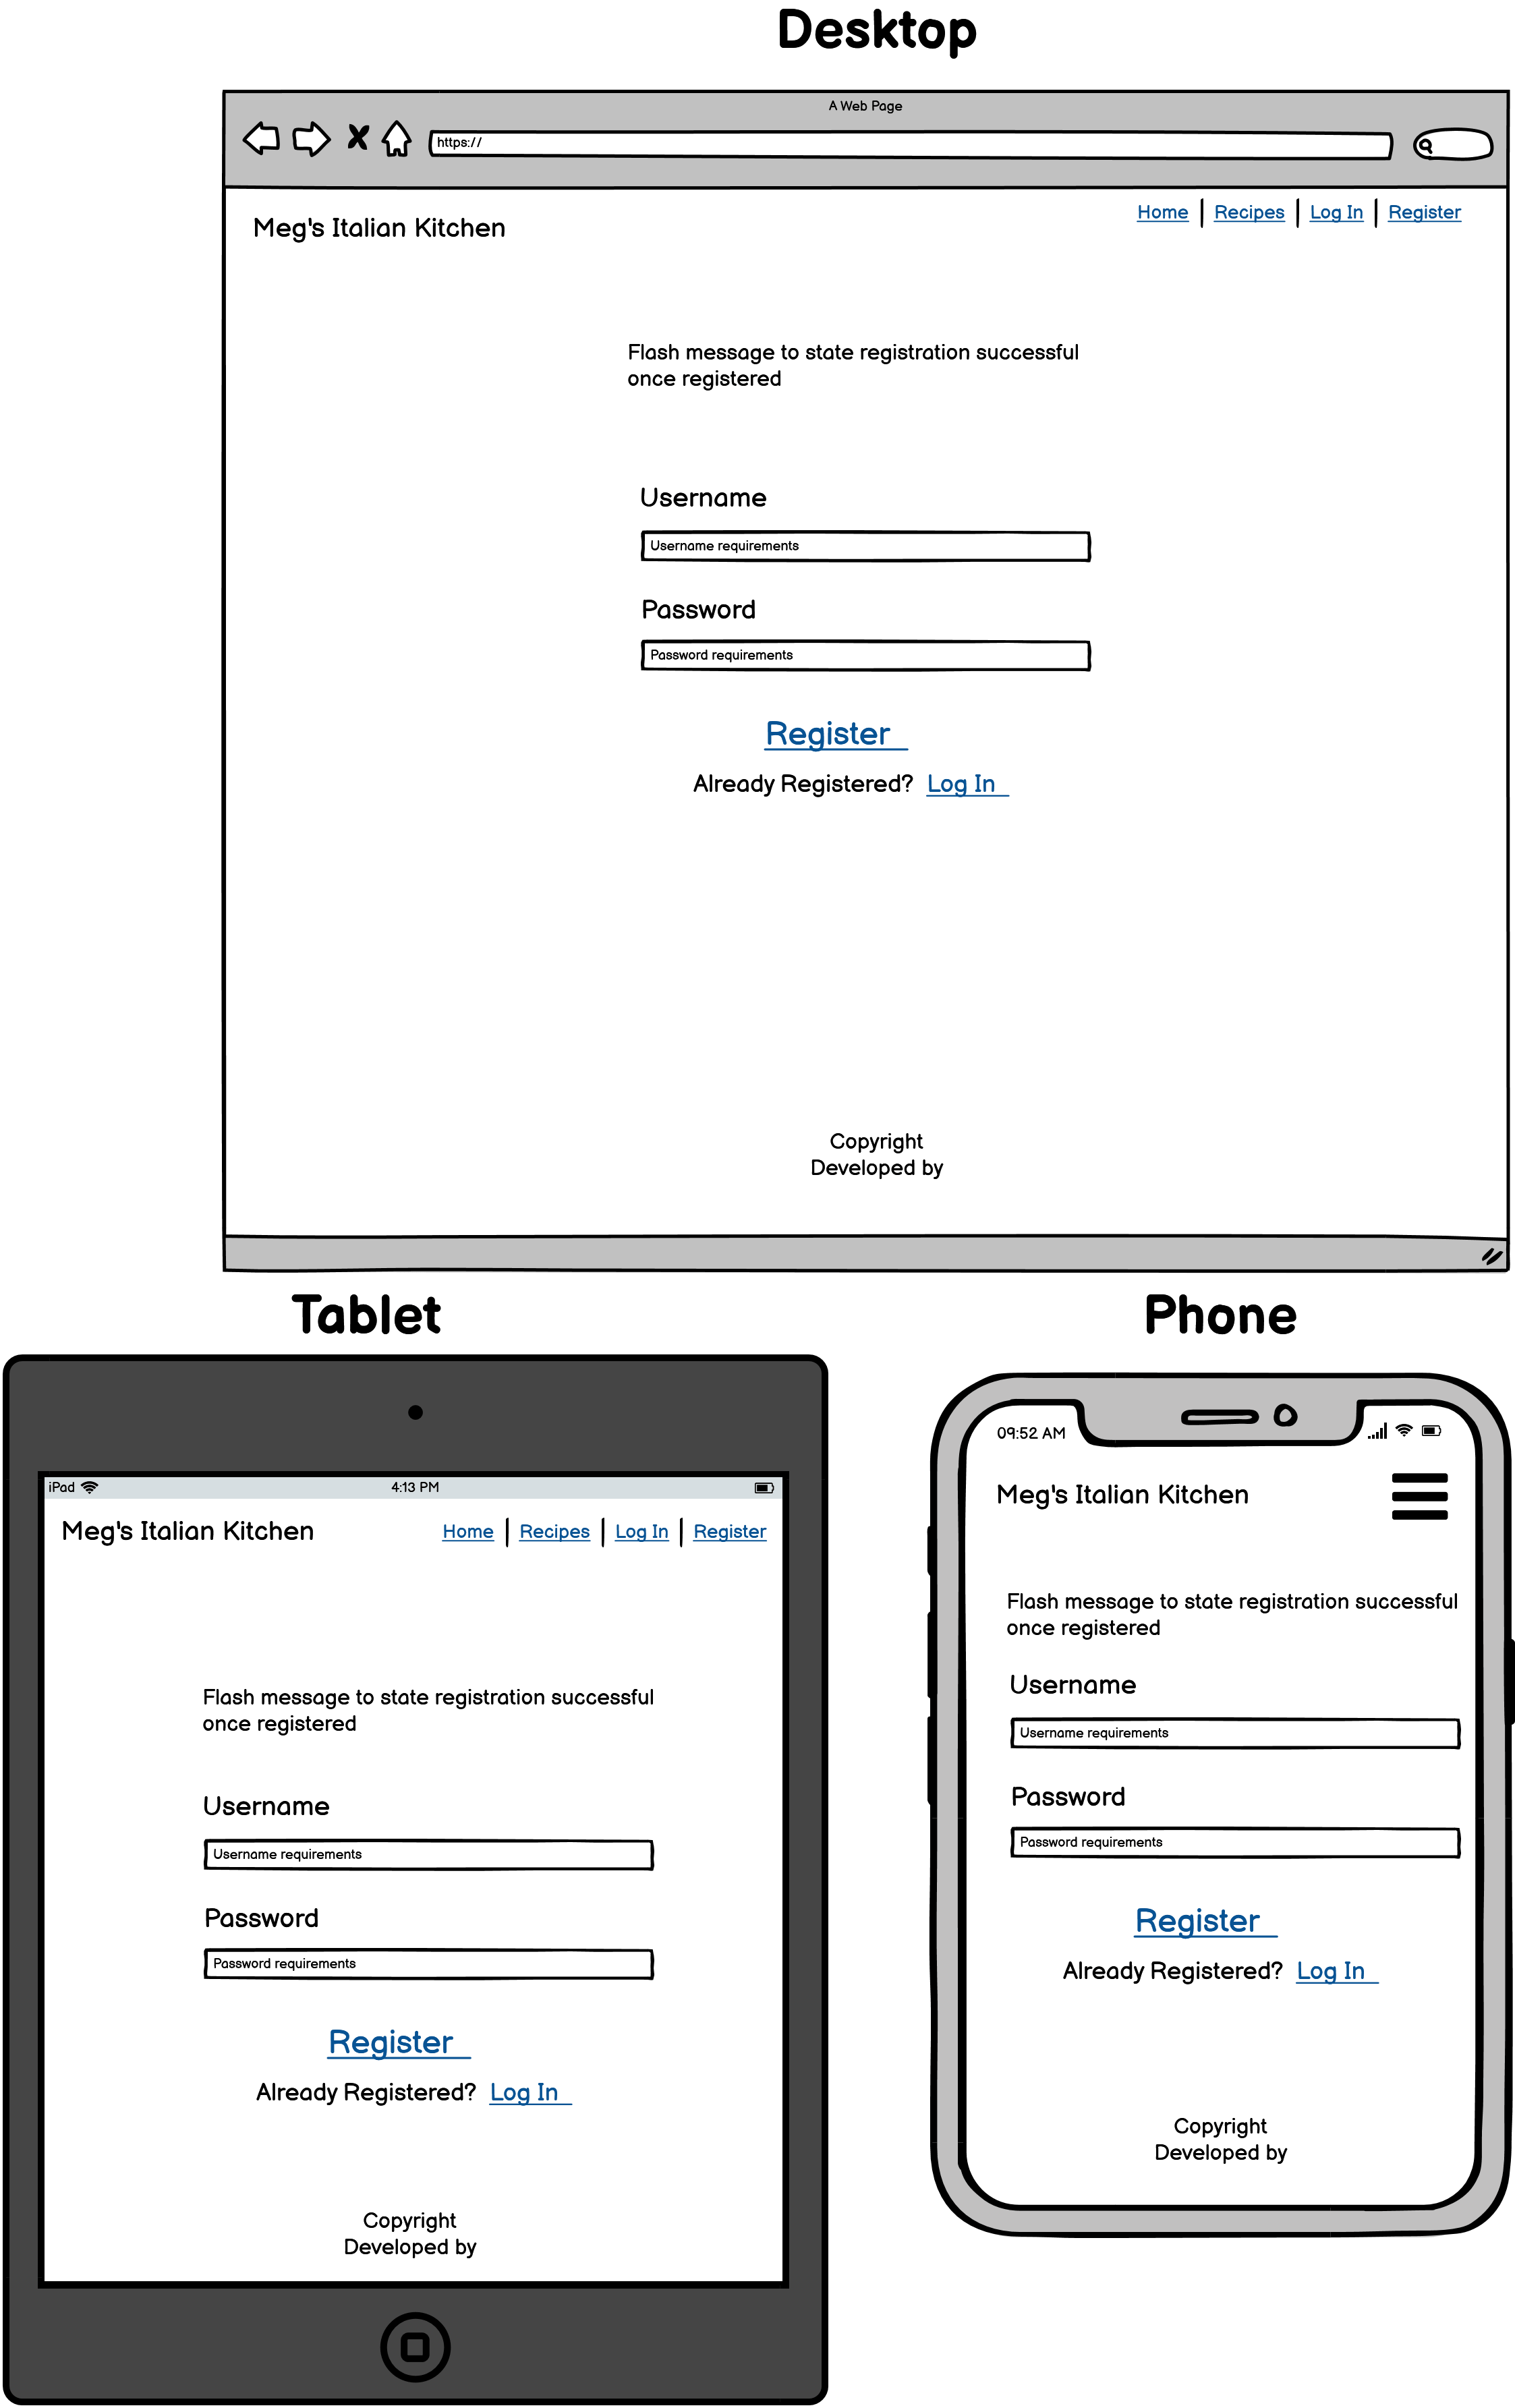 Desktop
A Web Page
https://
Meg's Italian Kitchen
Home | Recipes | Log In | Register
Flash message to state registration successful
once registered
Username
Username requirements
Password
Password requirements
Register
Already Registered? Log In
Copyright
Developed by
Tablet
iPad 4:13 PM
Meg's Italian Kitchen
Home | Recipes | Log In | Register
Flash message to state registration successful
once registered
Username
Username requirements
Password
Password requirements
Register
Already Registered? Log In
Copyright
Developed by
Phone
09:52 AM
Meg's Italian Kitchen
Flash message to state registration successful
once registered
Username
Username requirements
Password
Password requirements
Register
Already Registered? Log In
Copyright
Developed by